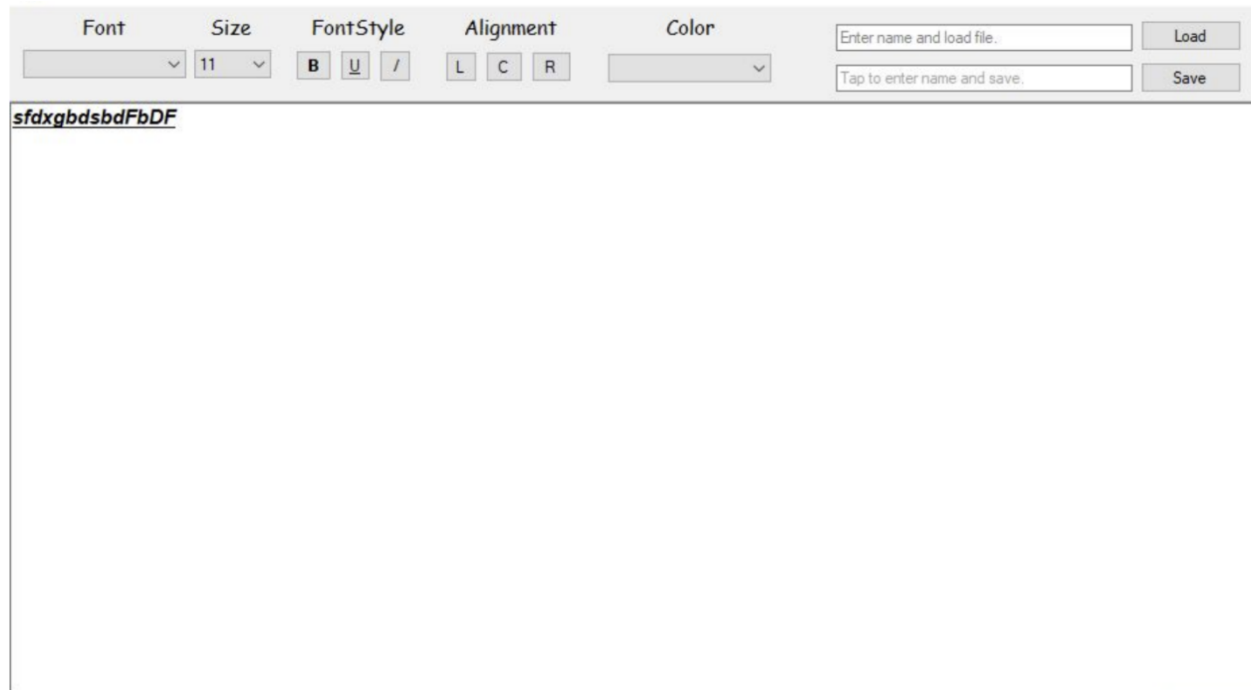 Font Size FontStyle Alignment Color
Enter name and load file. Load
11 B U I L C R
Tap to enter name and save. Save
sfdxgbdsbdFbDF